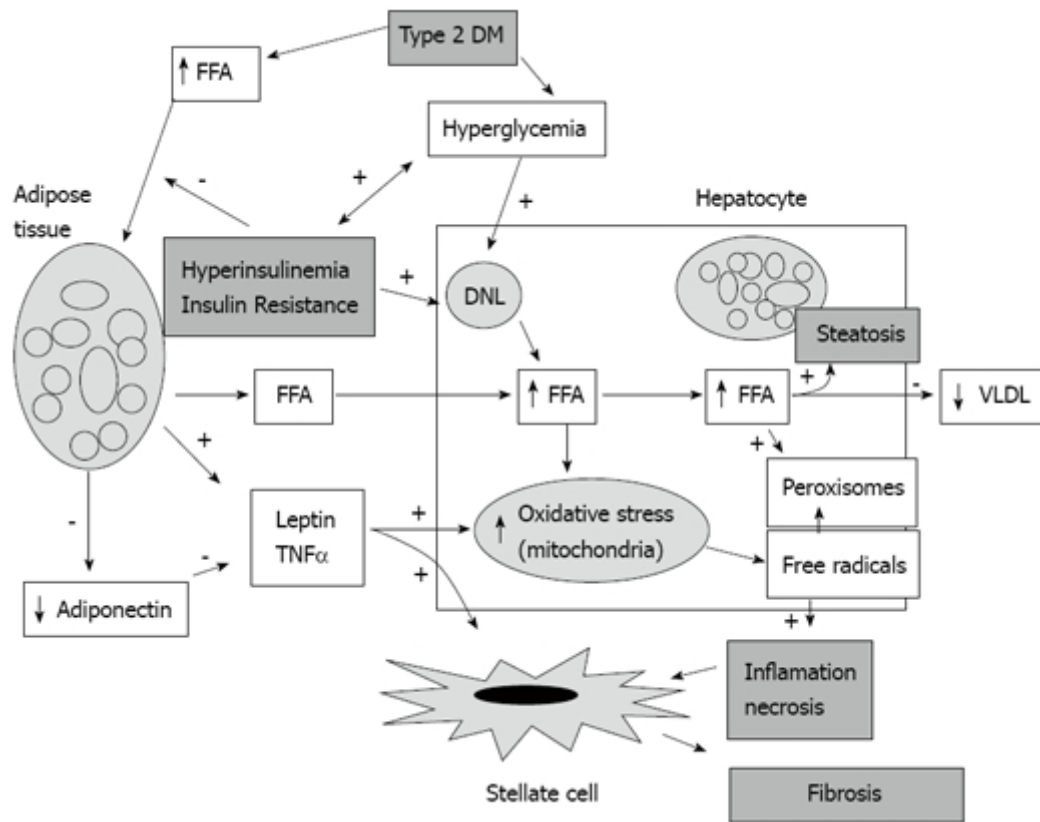 Type 2 DM
↑ FFA
Hyperglycemia
-
+
+
Adipose
tissue
Hepatocyte
Hyperinsulinemia
Insulin Resistance
+
DNL
Steatosis
FFA
↑ FFA
↑ FFA
+
-
↓ VLDL
+
+
Peroxisomes
Leptin
TNFα
+
↑ Oxidative stress
(mitochondria)
-
-
+
Free radicals
↓ Adiponectin
+
Inflamation
necrosis
Stellate cell
Fibrosis